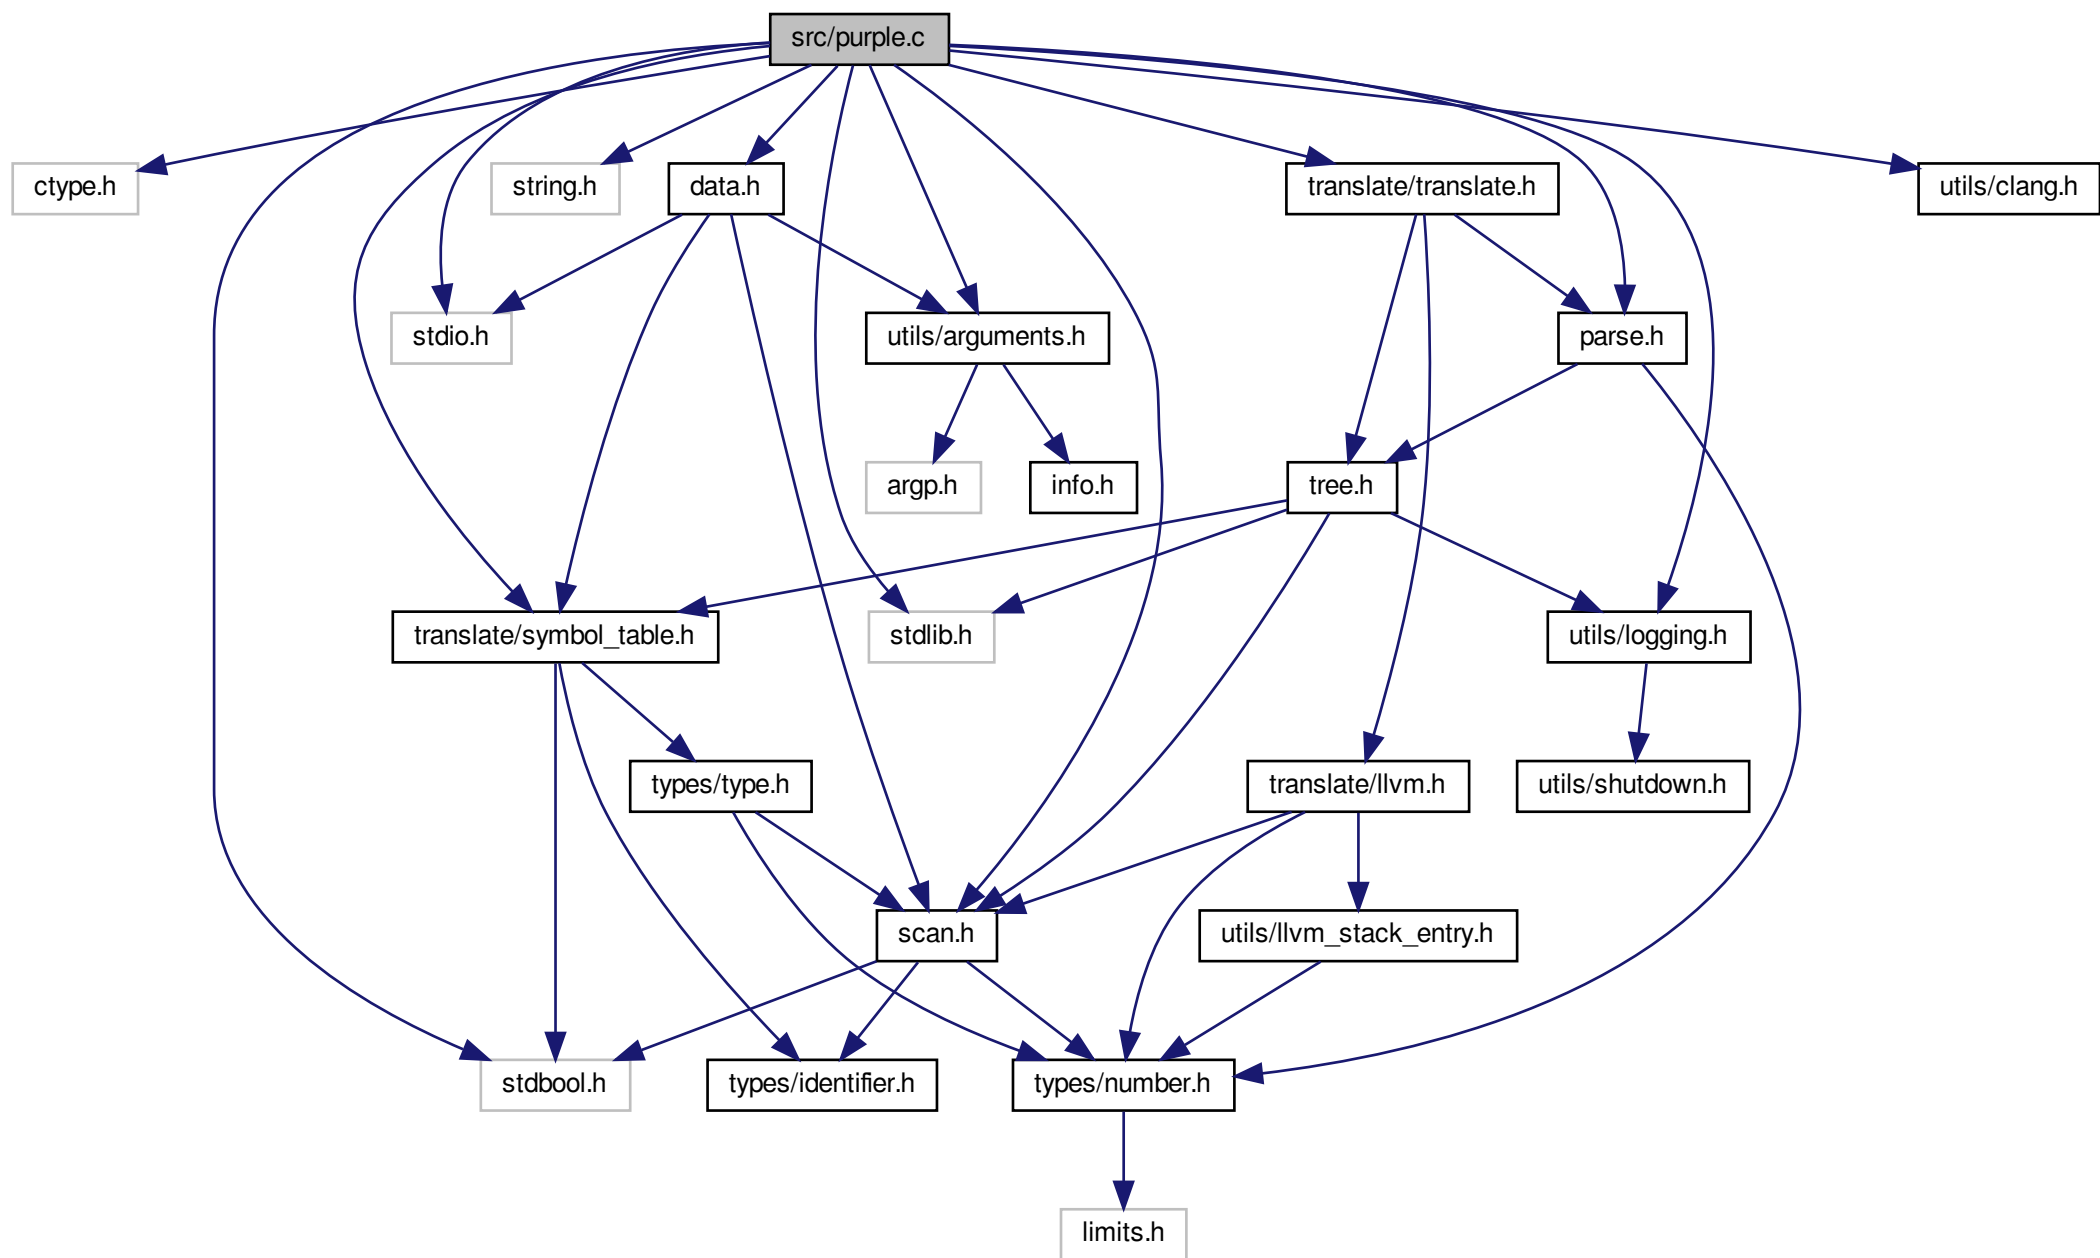 src/purple.c
ctype.h
string.h
data.h
translate/translate.h
utils/clang.h
stdio.h
utils/arguments.h
parse.h
argp.h
info.h
tree.h
translate/symbol_table.h
stdlib.h
utils/logging.h
types/type.h
translate/llvm.h
utils/shutdown.h
scan.h
utils/llvm_stack_entry.h
stdbool.h
types/identifier.h
types/number.h
limits.h